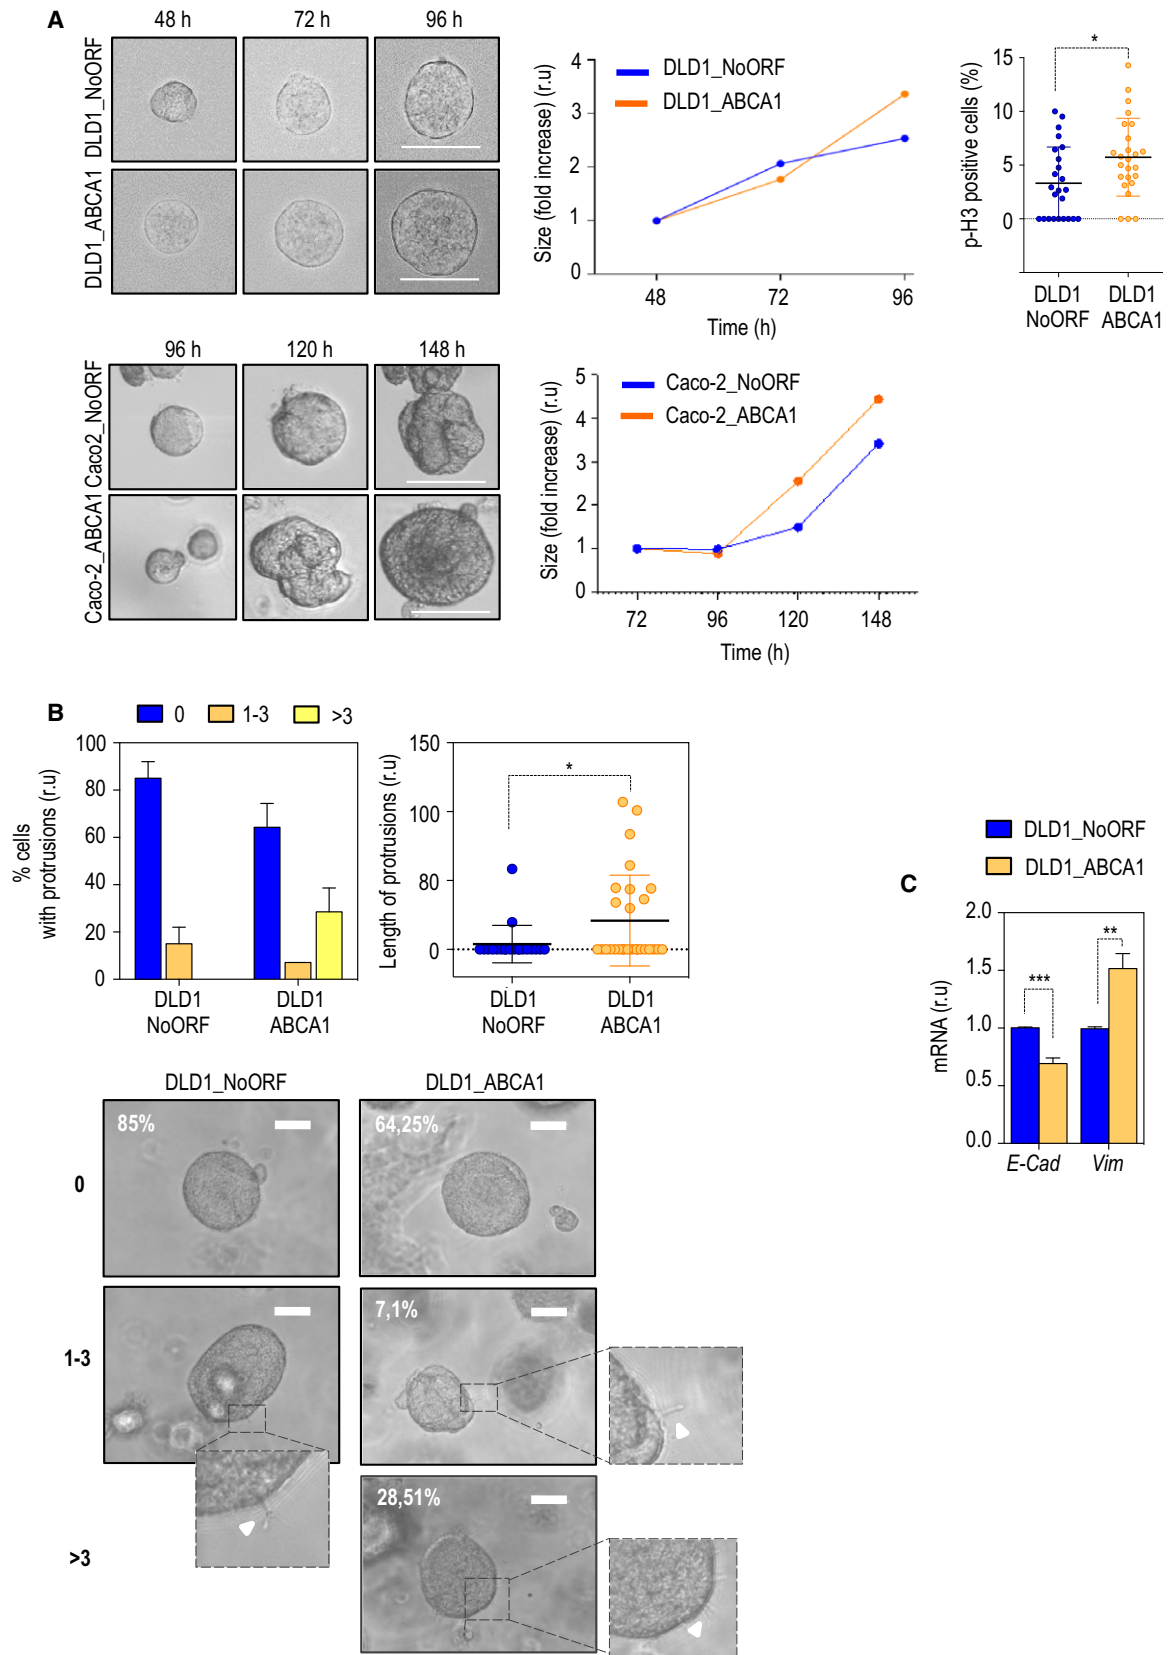 A
48 h
72 h
96 h
DLD1_NoORF
DLD1_ABCA1
Size (fold increase) (r.u)
4
3
2
1
0
DLD1_NoORF
DLD1_ABCA1
48
72
96
Time (h)
p-H3 positive cells (%)
15
10
5
0
*
DLD1
NoORF
DLD1
ABCA1
96 h
120 h
148 h
Caco2_NoORF
Caco-2_ABCA1
Size (fold increase) (r.u)
5
4
3
2
1
0
Caco-2_NoORF
Caco-2_ABCA1
72
96
120
148
Time (h)
B
0
1-3
>3
% cells
with protrusions (r.u)
100
80
60
40
20
0
DLD1
NoORF
DLD1
ABCA1
Length of protrusions (r.u)
150
100
80
0
*
DLD1
NoORF
DLD1
ABCA1
DLD1_NoORF
DLD1_ABCA1
0
85%
64,25%
1-3
7,1%
>3
28,51%
C
DLD1_NoORF
DLD1_ABCA1
mRNA (r.u)
2.0
1.5
1.0
0.5
0.0
***
**
E-Cad
Vim